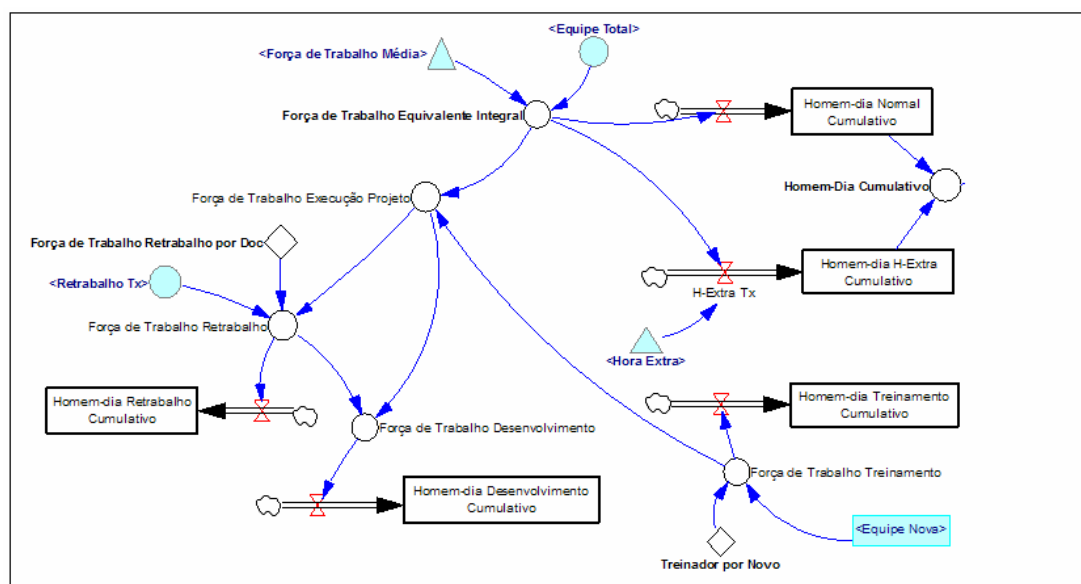 <Equipe Total>
<Força de Trabalho Média>
Força de Trabalho Equivalente Integral
Homem-dia Normal
Cumulativo
Homem-Dia Cumulativo
Força de Trabalho Execução Projeto
Força de Trabalho Retrabalho por Doc
<Retrabalho Tx>
Homem-dia H-Extra
Cumulativo
H-Extra Tx
Força de Trabalho Retrabalho
<Hora Extra>
Homem-dia Retrabalho
Cumulativo
Homem-dia Treinamento
Cumulativo
Força de Trabalho Desenvolvimento
Força de Trabalho Treinamento
Homem-dia Desenvolvimento
Cumulativo
<Equipe Nova>
Treinador por Novo